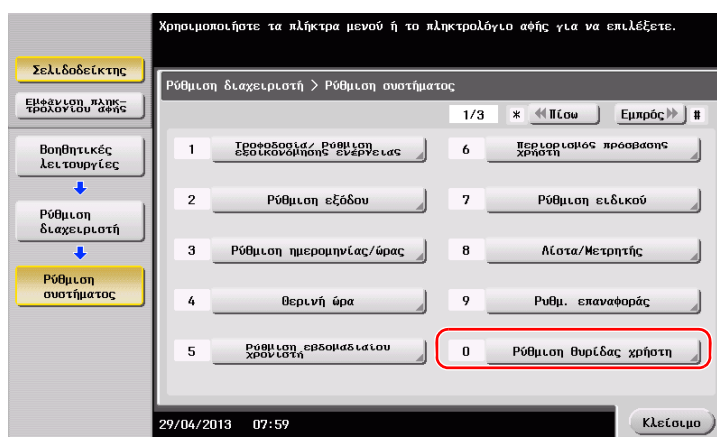 Χρησιμοποιήστε τα πλήκτρα μενού ή το πληκτρολόγιο αφής για να επιλέξετε.
Σελιδοδείκτης
Εμφάνιση πληκ-
τρολογίου αφής
Βοηθητικές
λειτουργίες
Ρύθμιση
διαχειριστή
Ρύθμιση
συστήματος
Ρύθμιση διαχειριστή > Ρύθμιση συστήματος
1/3 * Πίσω Εμπρός #
1 Τροφοδοσία/ Ρύθμιση
εξοικονόμησης ενέργειας
2 Ρύθμιση εξόδου
3 Ρύθμιση ημερομηνίας/ώρας
4 Θερινή ώρα
5 Ρύθμιση εβδομαδιαίου
χρονιστή
6 Περιορισμός πρόσβασης
χρήστη
7 Ρύθμιση ειδικού
8 Λίστα/Μετρητής
9 Ρυθμ. επαναφοράς
0 Ρύθμιση θυρίδας χρήστη
29/04/2013 07:59
Κλείσιμο